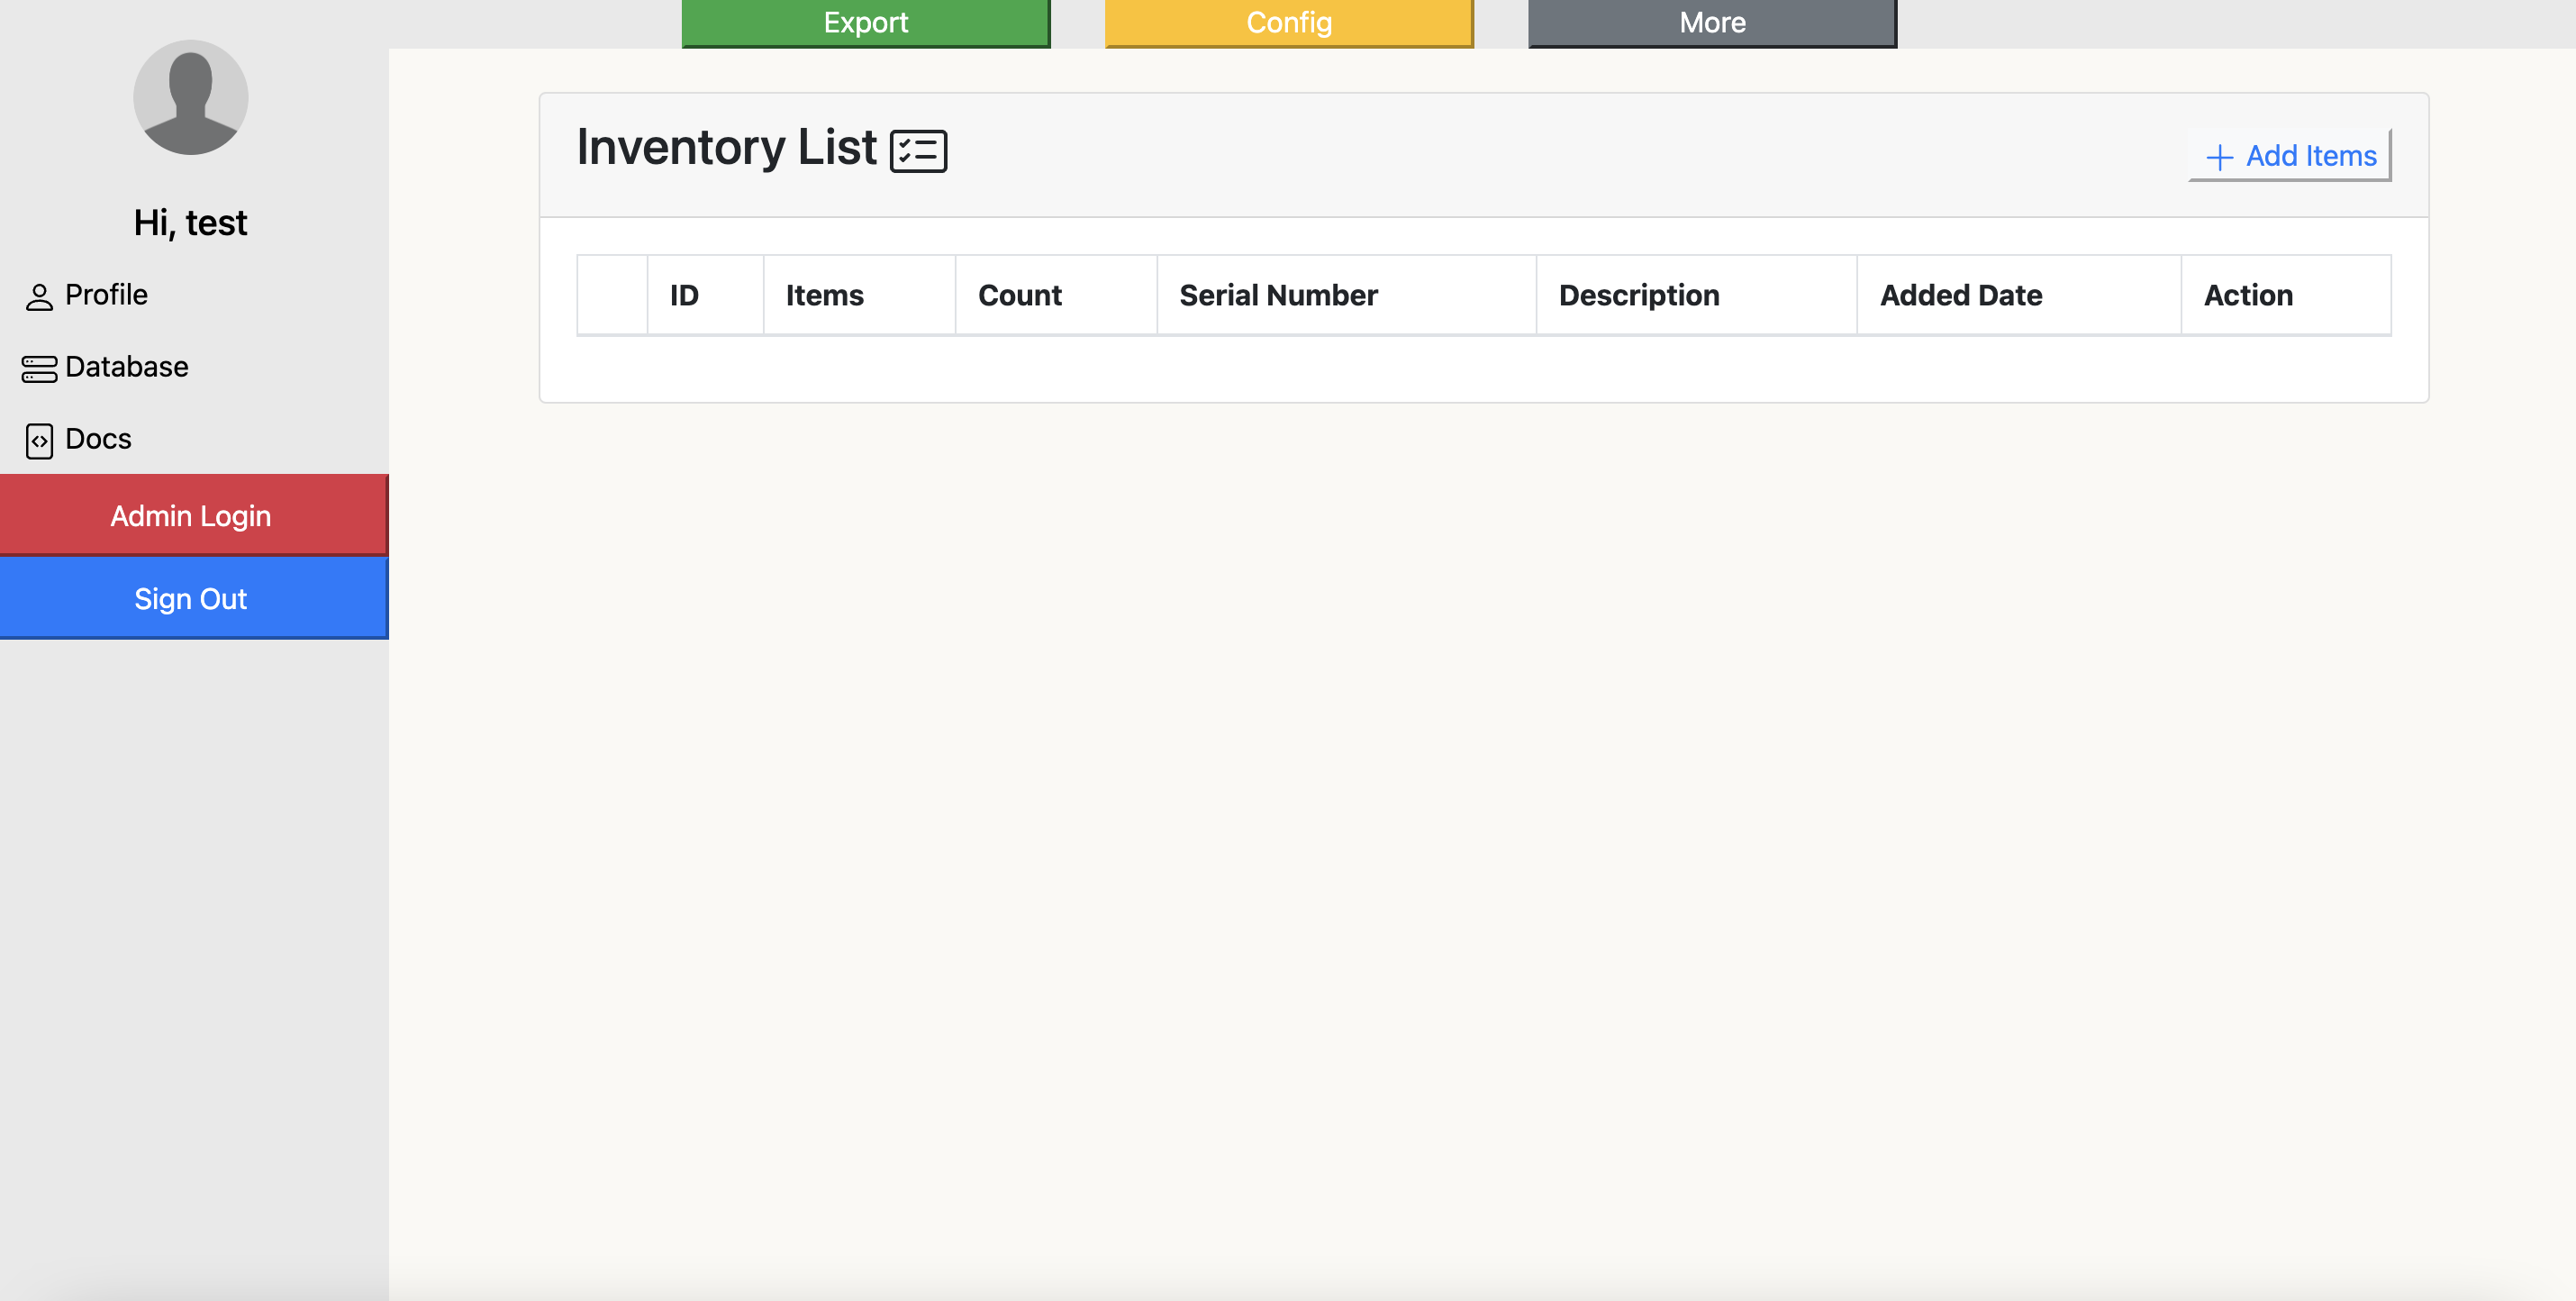 Export
Config
More
Hi, test
Profile
Database
Docs
Admin Login
Sign Out
Inventory List
Add Items
ID Items Count Serial Number Description Added Date Action